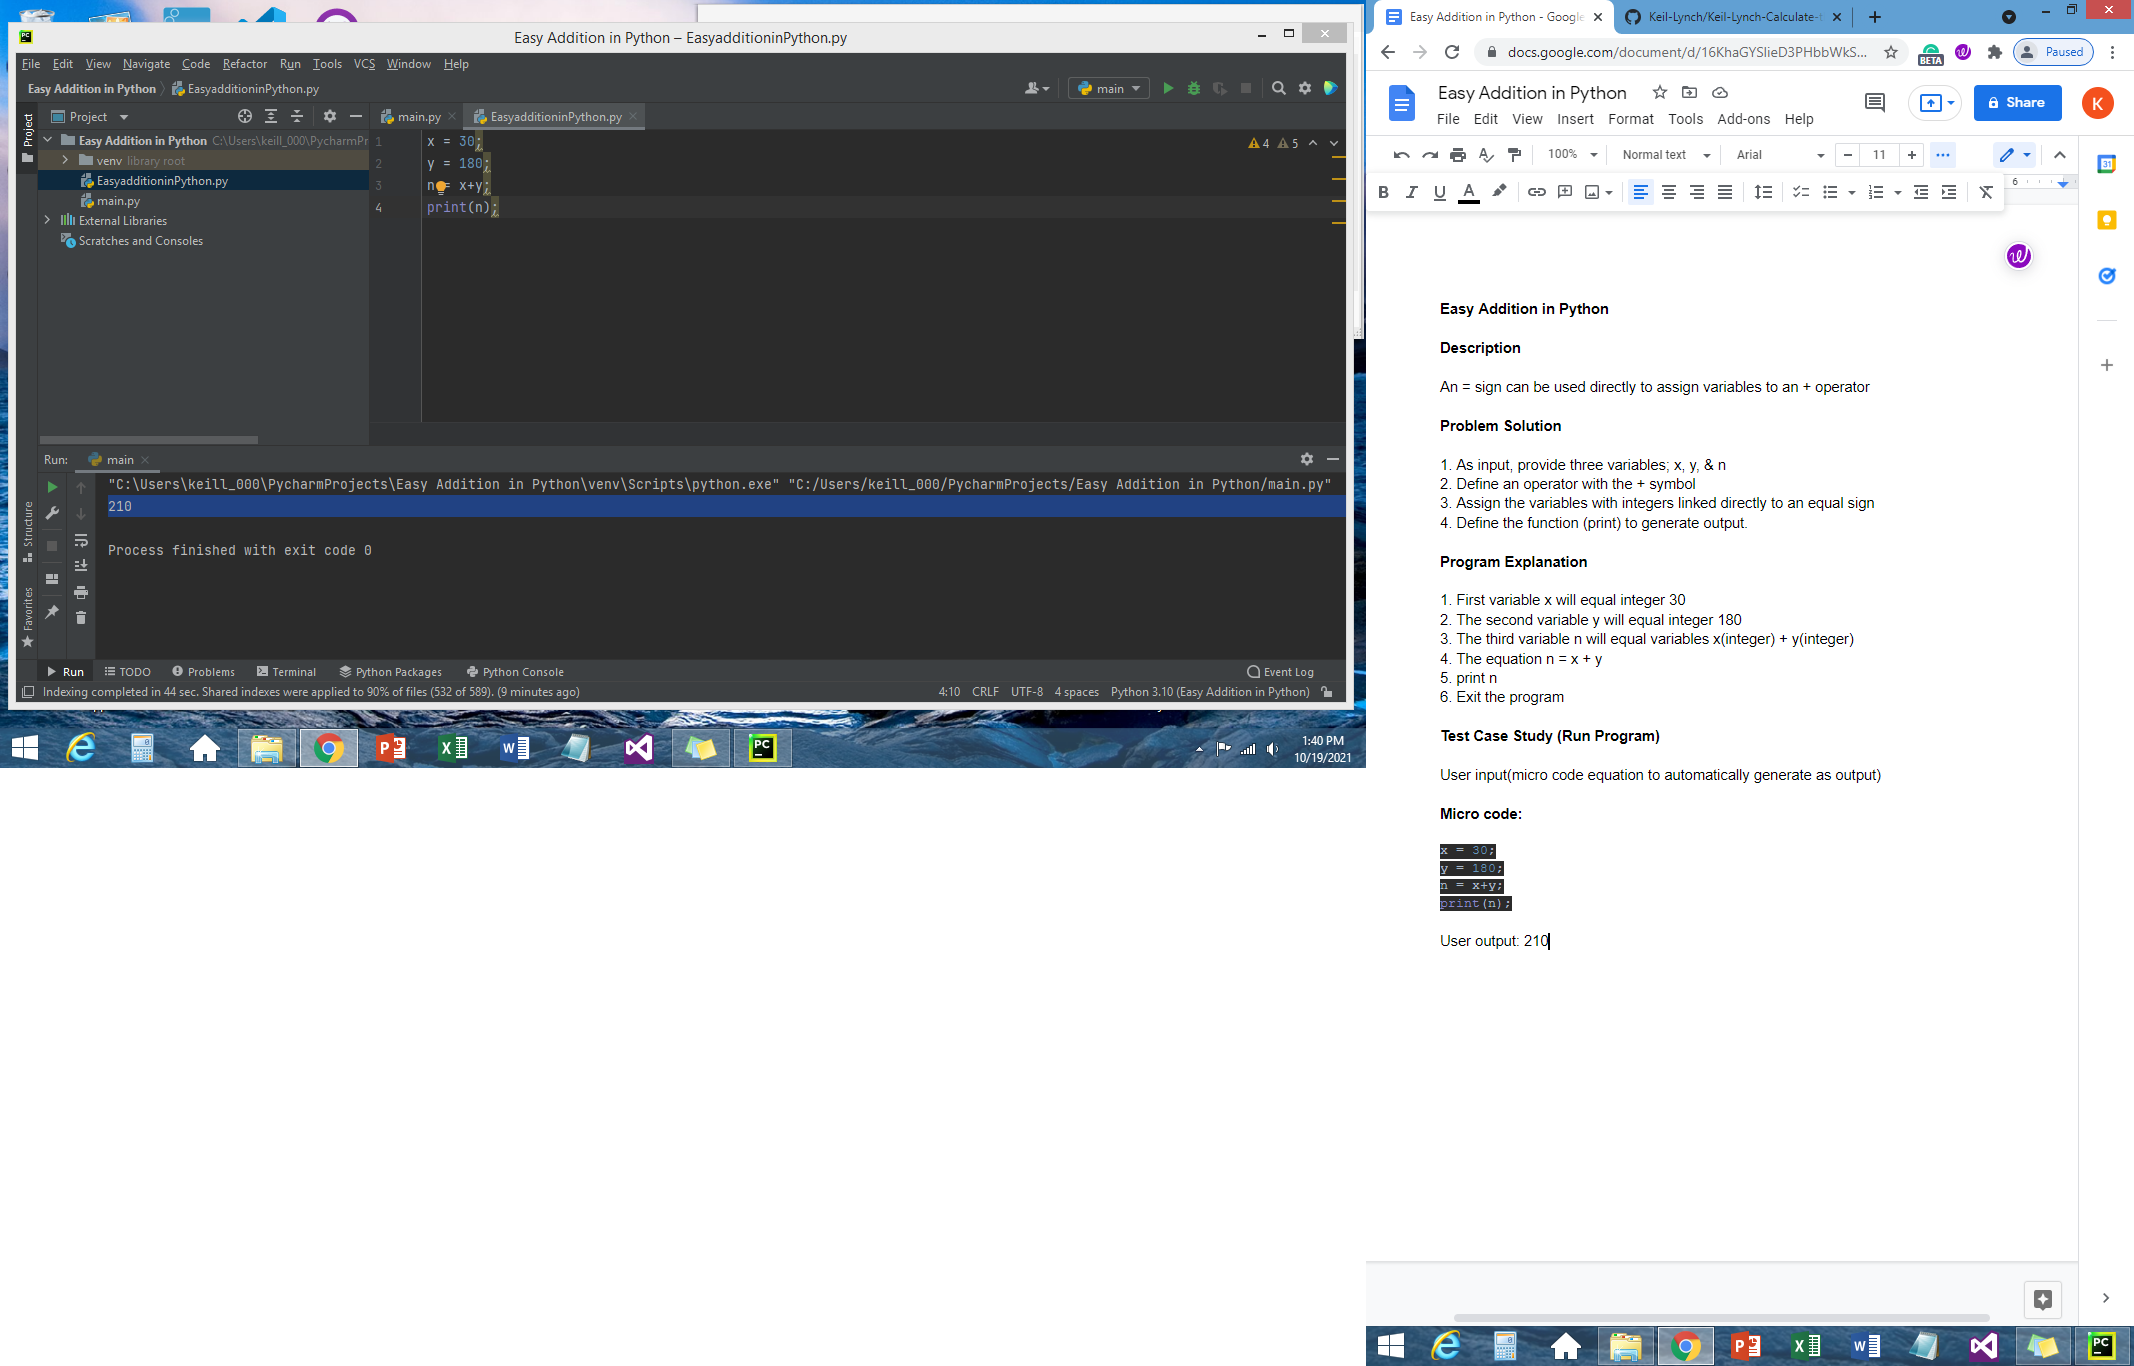 Easy Addition in Python – EasyadditioninPython.py
File Edit View Navigate Code Refactor Run Tools VCS Window Help
Easy Addition in Python EasyadditioninPython.py
main
Project
main.py
EasyadditioninPython.py
Project
Easy Addition in Python C:\Users\keill_000\PycharmPr
venv library root
EasyadditioninPython.py
main.py
External Libraries
Scratches and Consoles
1 x = 30;
2 y = 180;
3 n = x+y;
4 print(n);
4 5
Run: main
"C:\Users\keill_000\PycharmProjects\Easy Addition in Python\venv\Scripts\python.exe" "C:/Users/keill_000/PycharmProjects/Easy Addition in Python/main.py"
210
Process finished with exit code 0
Structure
Favorites
Run TODO Problems Terminal Python Packages Python Console Event Log
Indexing completed in 44 sec. Shared indexes were applied to 90% of files (532 of 589). (9 minutes ago) 4:10 CRLF UTF-8 4 spaces Python 3.10 (Easy Addition in Python)
1:40 PM
10/19/2021
Easy Addition in Python - Google
Keil-Lynch/Keil-Lynch-Calculate-
docs.google.com/document/d/16KhaGYSlieD3PHbbWkS...
BETA
Paused
Easy Addition in Python
File Edit View Insert Format Tools Add-ons Help
Share
K
100% Normal text Arial 11
B I U A
6
31
Easy Addition in Python
Description
An = sign can be used directly to assign variables to an + operator
Problem Solution
1. As input, provide three variables; x, y, & n
2. Define an operator with the + symbol
3. Assign the variables with integers linked directly to an equal sign
4. Define the function (print) to generate output.
Program Explanation
1. First variable x will equal integer 30
2. The second variable y will equal integer 180
3. The third variable n will equal variables x(integer) + y(integer)
4. The equation n = x + y
5. print n
6. Exit the program
Test Case Study (Run Program)
User input(micro code equation to automatically generate as output)
Micro code:
x = 30;
y = 180;
n = x+y;
print(n);
User output: 210